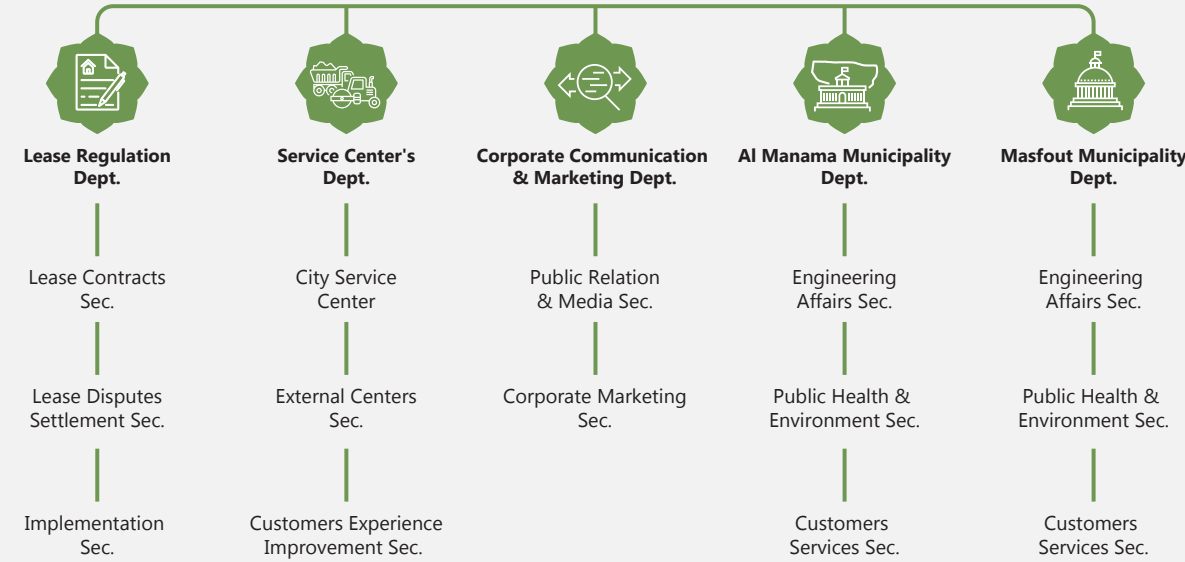 Lease Regulation
Dept.
Lease Contracts
Sec.
Lease Disputes
Settlement Sec.
Implementation
Sec.
Service Center's
Dept.
City Service
Center
External Centers
Sec.
Customers Experience
Improvement Sec.
Corporate Communication
& Marketing Dept.
Public Relation
& Media Sec.
Corporate Marketing
Sec.
Al Manama Municipality
Dept.
Engineering
Affairs Sec.
Public Health &
Environment Sec.
Customers
Services Sec.
Masfout Municipality
Dept.
Engineering
Affairs Sec.
Public Health &
Environment Sec.
Customers
Services Sec.